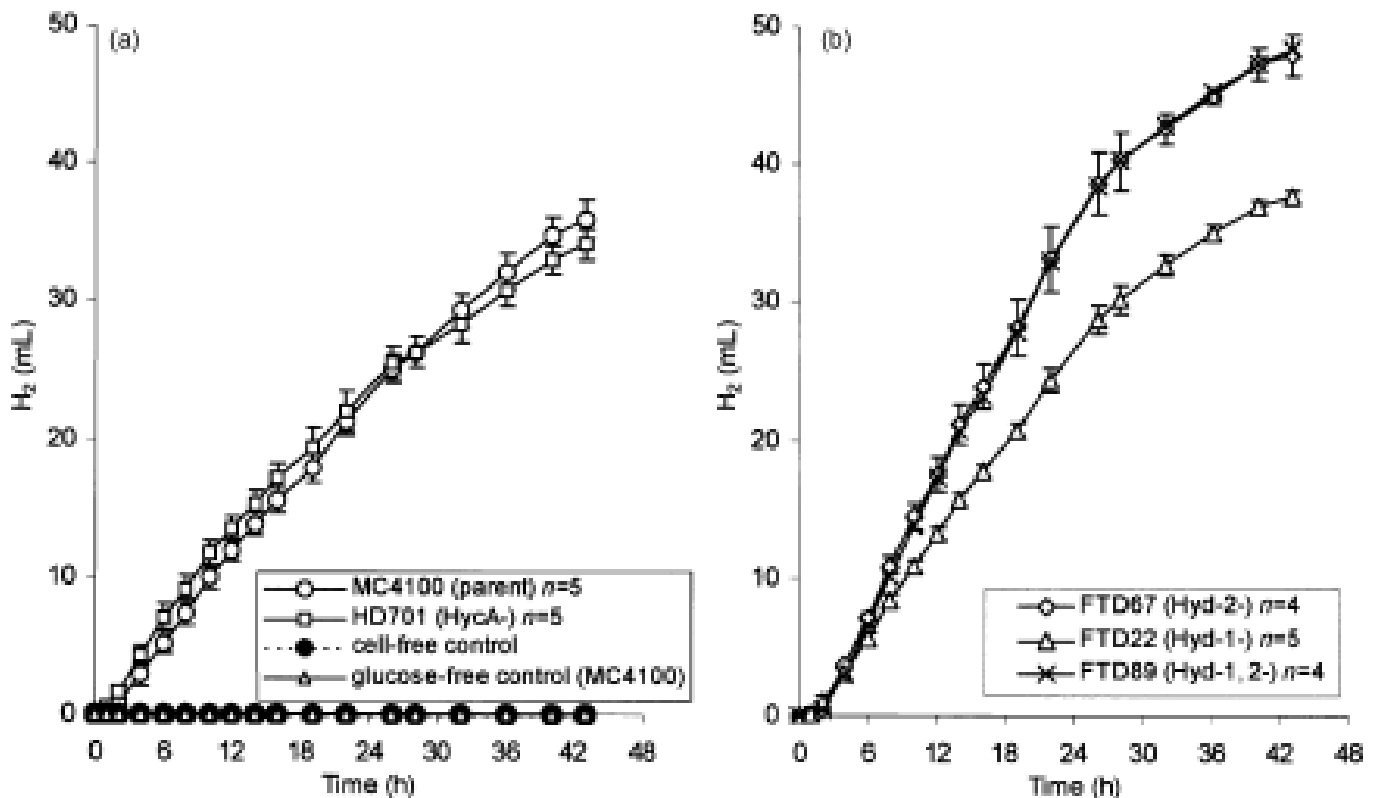 (a)
50
40
30
20
10
0
H₂ (mL)
MC4100 (parent) n=5
HD701 (HycA-) n=5
cell-free control
glucose-free control (MC4100)
0 6 12 18 24 30 36 42 48
Time (h)
(b)
50
40
30
20
10
0
H₂ (mL)
FTD67 (Hyd-2-) n=4
FTD22 (Hyd-1-) n=5
FTD89 (Hyd-1, 2-) n=4
0 6 12 18 24 30 36 42 48
Time (h)